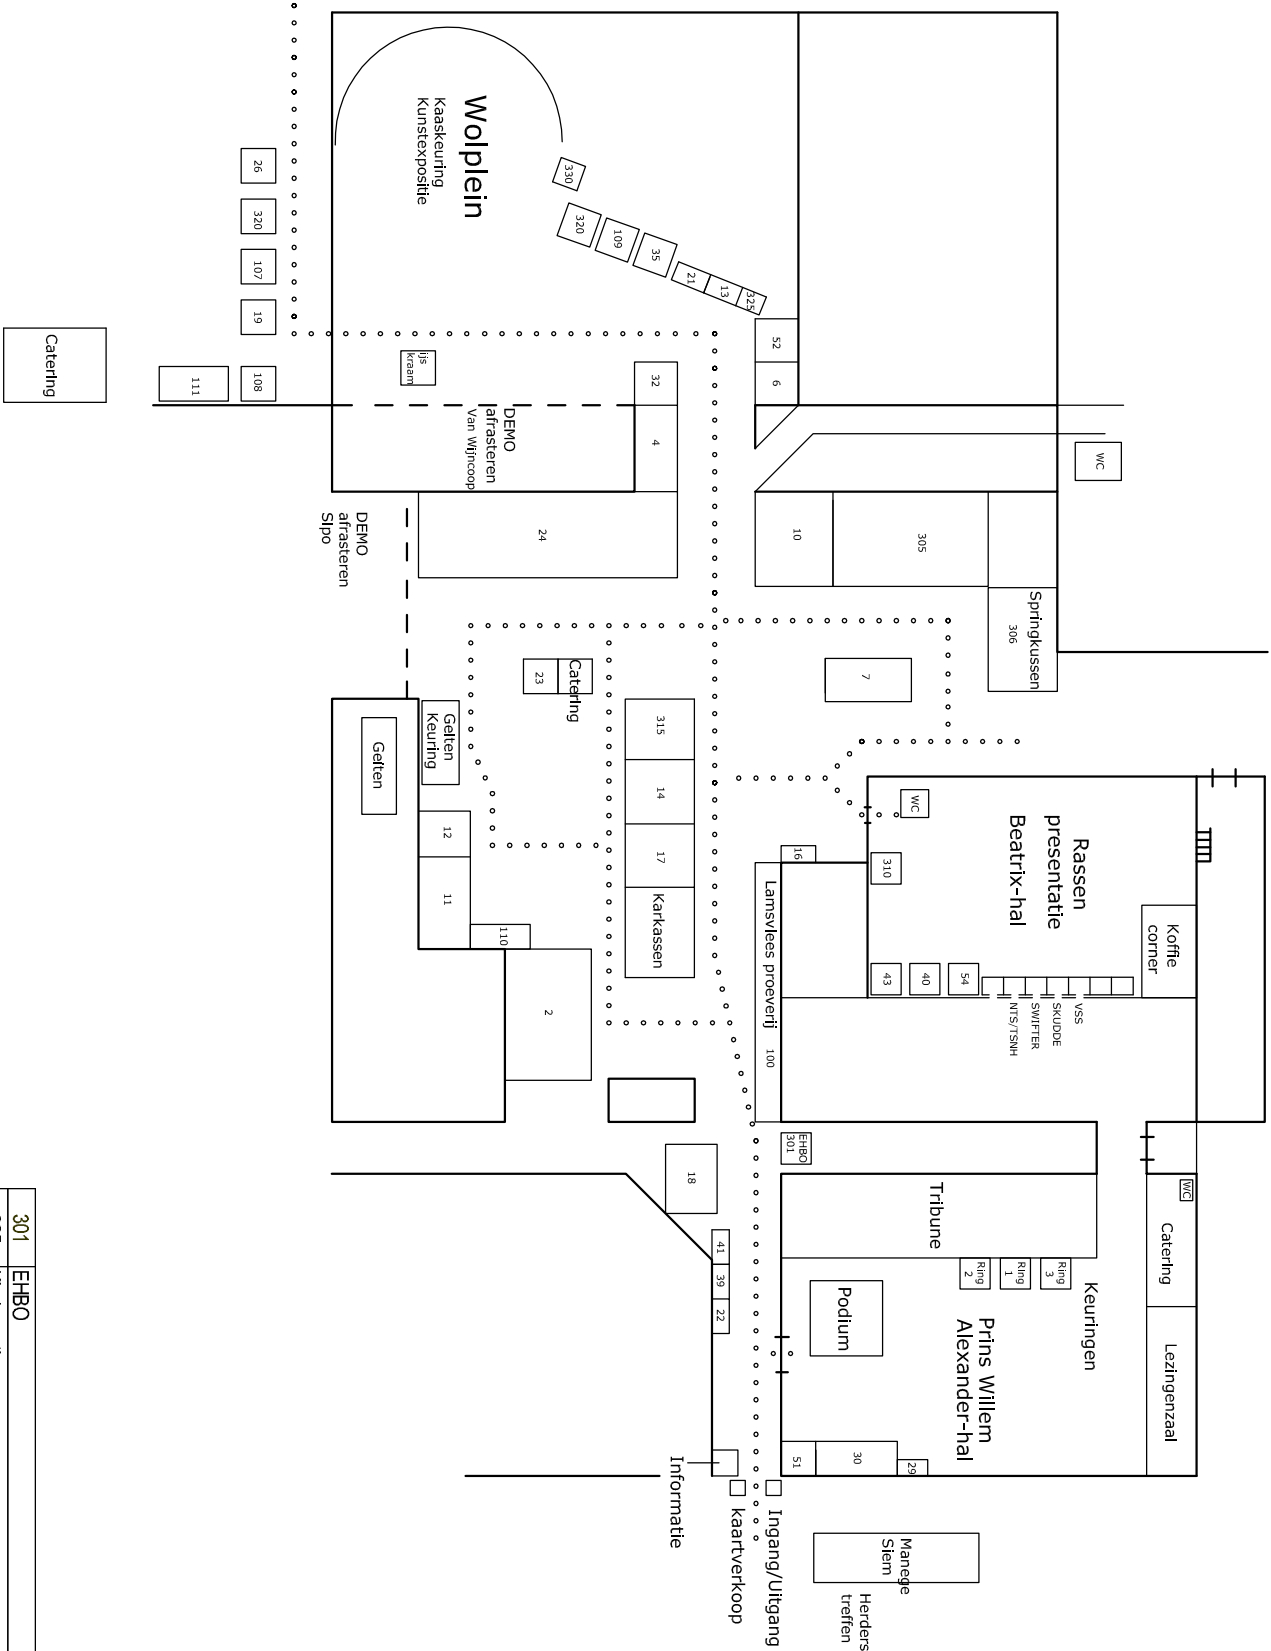 Wolplein
Kaaskeuring
Kunstexpositie
26
320
107
19
108
111
Catering
330
320
109
35
21
13
325
52
6
ijs
kraam
32
4
DEMO
afrasteren
Van Wijncoop
DEMO
afrasteren
Sipo
24
WC
10
305
Springkussen
306
7
Catering
23
315
14
17
Karkassen
Geiten
Keuring
Geiten
12
11
110
2
WC
310
16
Rassen
presentatie
Beatrix-hal
Koffie
corner
43
40
54
VSS
SKUDDE
SWIFTER
NTS/TSNH
Lamsvlees proeverij 100
EHBO
301
18
41
39
22
Tribune
WC
Catering
Lezingenzaal
Ring
3
Ring
1
Ring
2
Keuringen
Podium
Prins Willem
Alexander-hal
51
30
29
Informatie
kaartverkoop
Ingang/Uitgang
Manege
Siem
Herders
treffen
301 EHBO